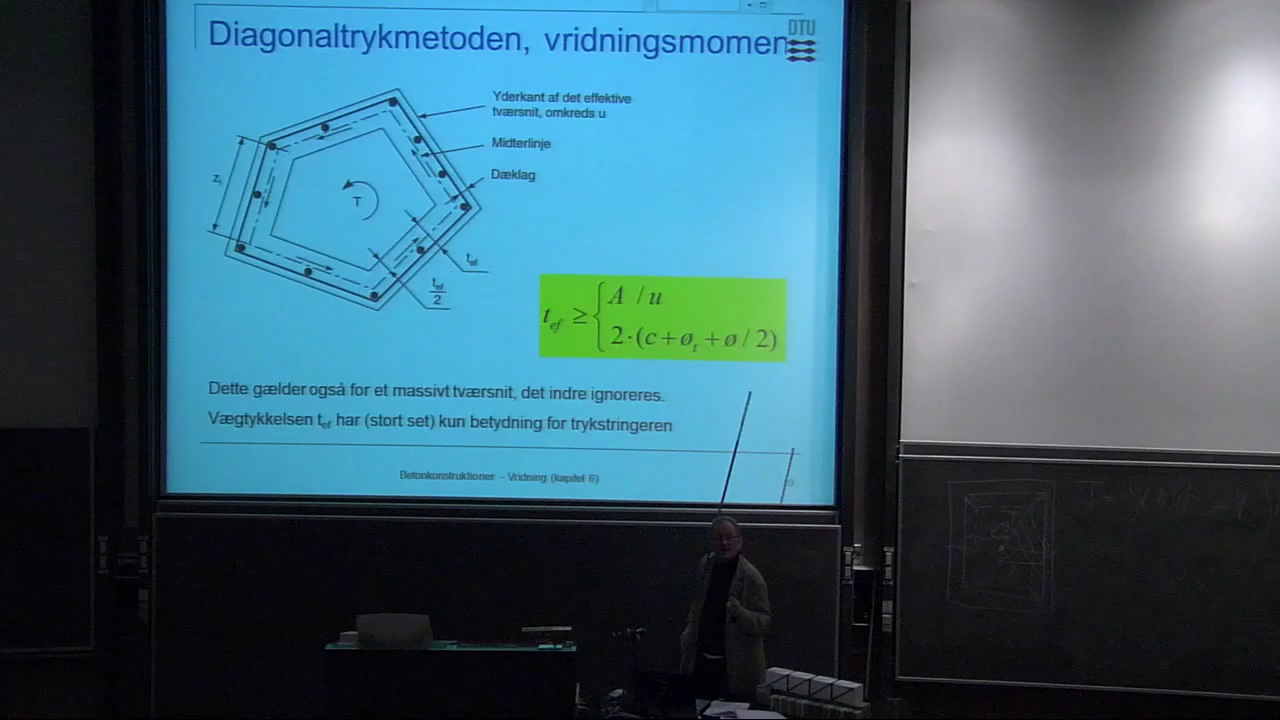 Diagonaltrykmetoden, vridningsmomen
DTU
Yderkant af det effektive
tværsnit, omkreds u
Midterlinje
Dæklag
z_i
T
t_ef
t_ef/2
t_ef ≥ { A / u
2·(c+ø_t+ø/2)
Dette gælder også for et massivt tværsnit, det indre ignoreres.
Vægtykkelsen t_ef har (stort set) kun betydning for trykstringeren
Betonkonstruktioner - Vridning (kapitel 6)